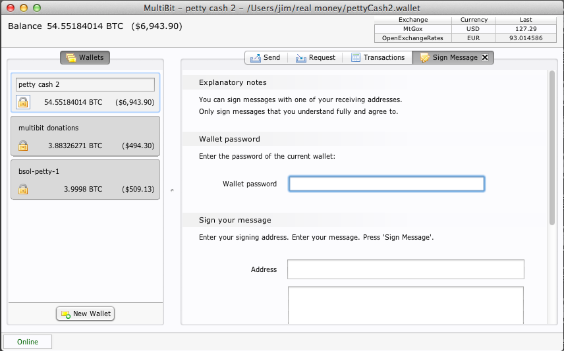 MultiBit - petty cash 2 - /Users/jim/real money/pettyCash2.wallet
Balance 54.55184014 BTC ($6,943.90)
Exchange Currency Last
MtGox USD 127.29
OpenExchangeRates EUR 93.014586
Wallets
Send Request Transactions Sign Message
petty cash 2
54.55184014 BTC ($6,943.90)
multibit donations
3.88326271 BTC ($494.30)
bsol-petty-1
3.9998 BTC ($509.13)
New Wallet
Explanatory notes
You can sign messages with one of your receiving addresses.
Only sign messages that you understand fully and agree to.
Wallet password
Enter the password of the current wallet:
Wallet password
Sign your message
Enter your signing address. Enter your message. Press 'Sign Message'.
Address
Online